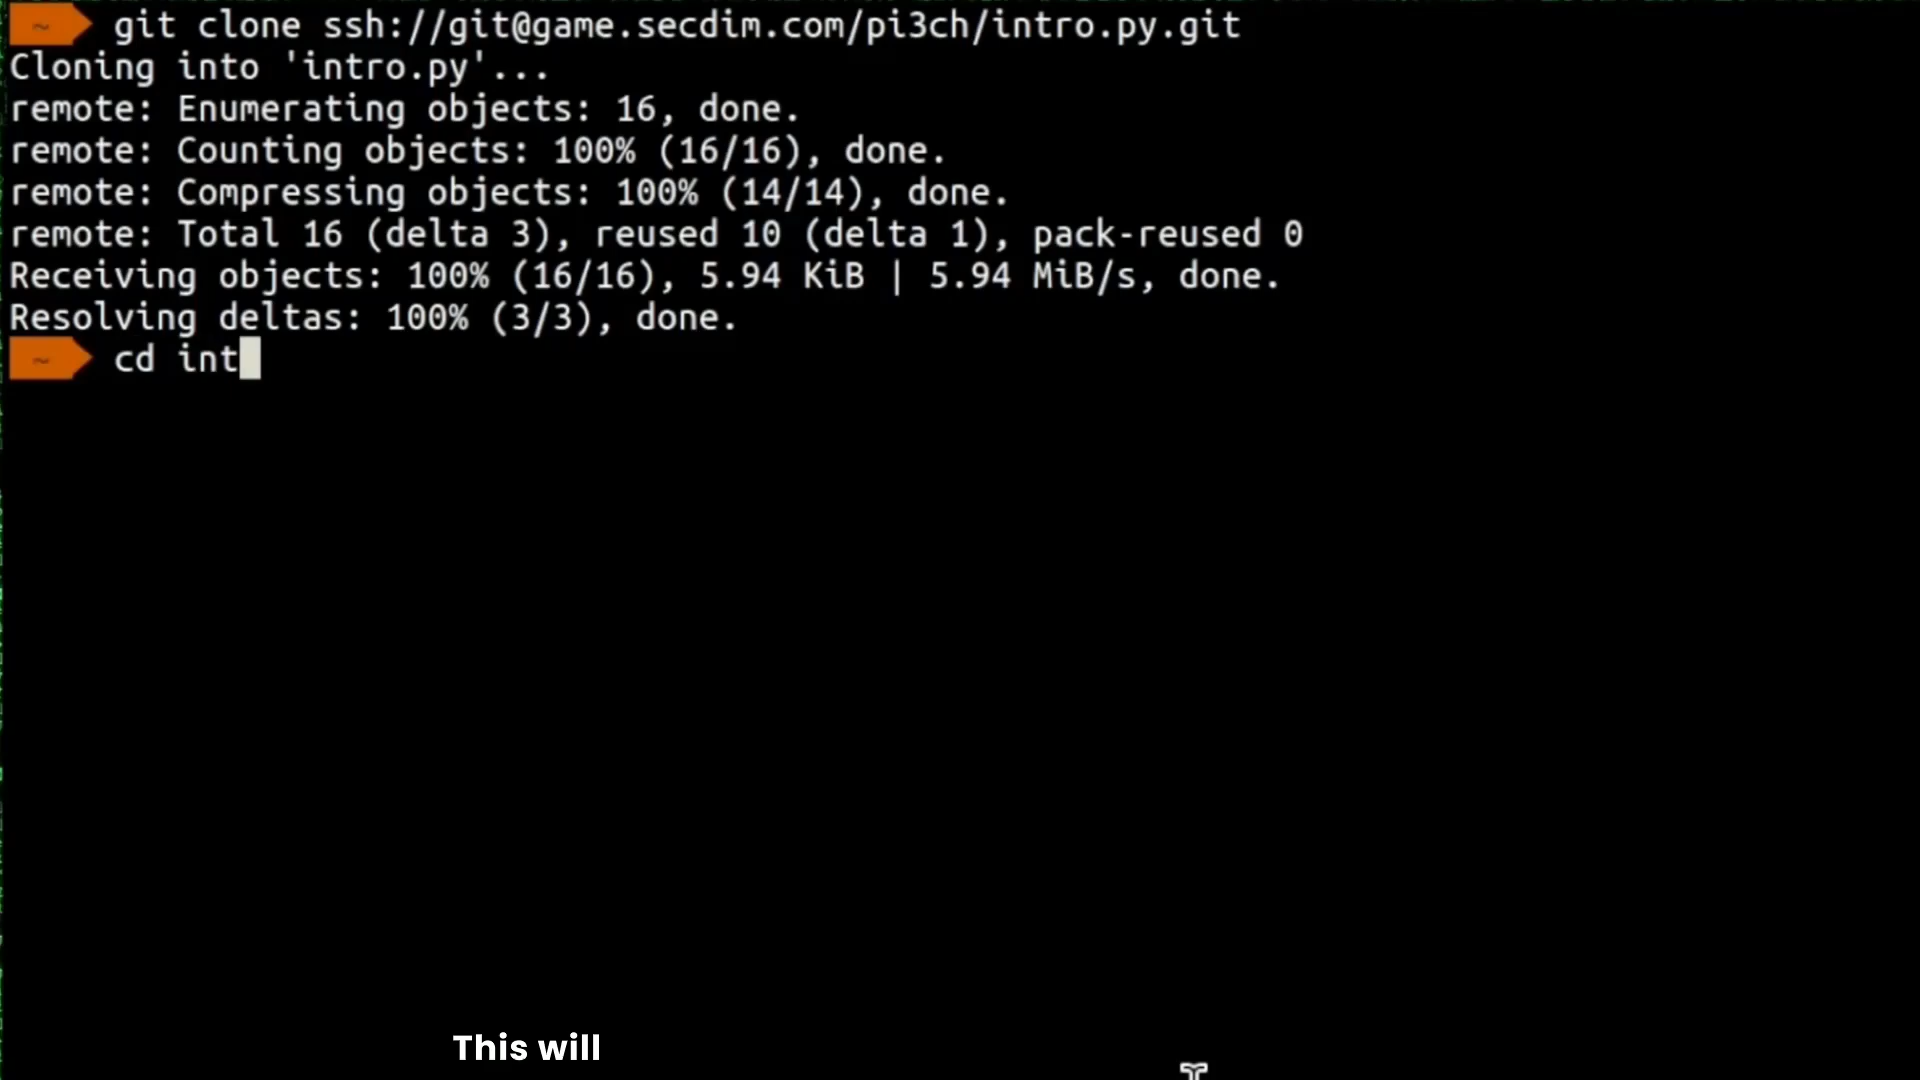 ~ git clone ssh://git@game.secdim.com/pi3ch/intro.py.git
Cloning into 'intro.py'...
remote: Enumerating objects: 16, done.
remote: Counting objects: 100% (16/16), done.
remote: Compressing objects: 100% (14/14), done.
remote: Total 16 (delta 3), reused 10 (delta 1), pack-reused 0
Receiving objects: 100% (16/16), 5.94 KiB | 5.94 MiB/s, done.
Resolving deltas: 100% (3/3), done.
~ cd int
This will